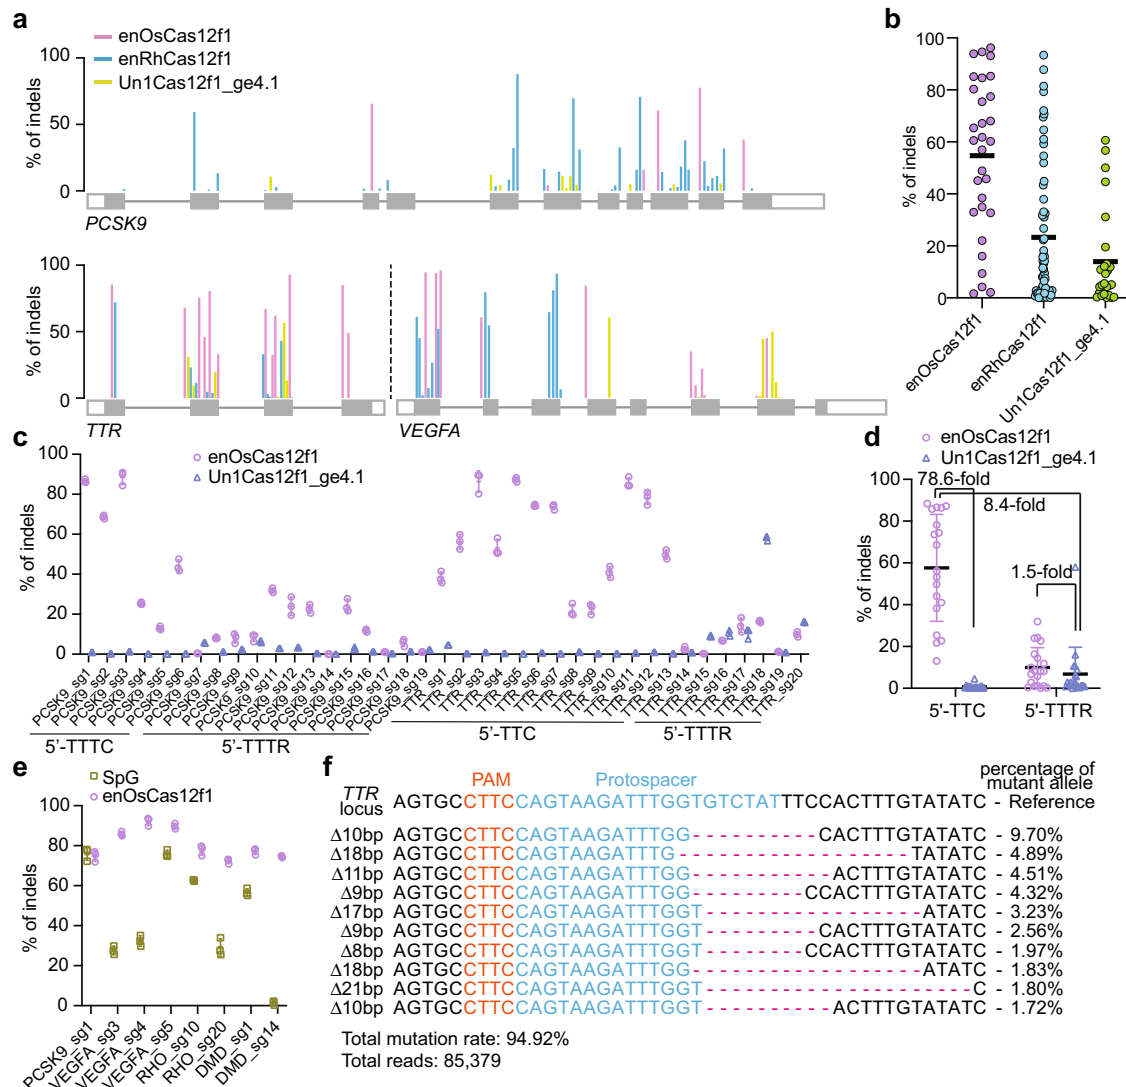 a
enOsCas12f1
enRhCas12f1
Un1Cas12f1_ge4.1
% of indels
100
50
0
PCSK9
% of indels
100
50
0
TTR
VEGFA
b
% of indels
100
80
60
40
20
0
enOsCas12f1
enRhCas12f1
Un1Cas12f1_ge4.1
c
enOsCas12f1
Un1Cas12f1_ge4.1
% of indels
100
80
60
40
20
0
PCSK9_sg1
PCSK9_sg2
PCSK9_sg3
PCSK9_sg4
PCSK9_sg5
PCSK9_sg6
PCSK9_sg7
PCSK9_sg8
PCSK9_sg9
PCSK9_sg10
PCSK9_sg11
PCSK9_sg12
PCSK9_sg13
PCSK9_sg14
PCSK9_sg15
PCSK9_sg16
PCSK9_sg17
PCSK9_sg18
PCSK9_sg19
TTR_sg1
TTR_sg2
TTR_sg3
TTR_sg4
TTR_sg5
TTR_sg6
TTR_sg7
TTR_sg8
TTR_sg9
TTR_sg10
TTR_sg11
TTR_sg12
TTR_sg13
TTR_sg14
TTR_sg15
TTR_sg16
TTR_sg17
TTR_sg18
TTR_sg19
TTR_sg20
5'-TTTC
5'-TTTR
5'-TTC
5'-TTTR
d
enOsCas12f1
Un1Cas12f1_ge4.1
% of indels
100
80
60
40
20
0
78.6-fold
8.4-fold
1.5-fold
5'-TTC
5'-TTTR
e
SpG
enOsCas12f1
% of indels
100
80
60
40
20
0
PCSK9_sg1
VEGFA_sg3
VEGFA_sg4
VEGFA_sg5
RHO_sg10
RHO_sg20
DMD_sg1
DMD_sg14
f
PAM Protospacer percentage of mutant allele
TTR locus AGTGCCTTCCAGTAAGATTTGGTGTCTATTTCCACTTTGTATATC - Reference
Δ10bp AGTGCCTTCCAGTAAGATTTGG----------CACTTTGTATATC - 9.70%
Δ18bp AGTGCCTTCCAGTAAGATTTG------------------TATATC - 4.89%
Δ11bp AGTGCCTTCCAGTAAGATTTGG-----------ACTTTGTATATC - 4.51%
Δ9bp AGTGCCTTCCAGTAAGATTTGG---------CCACTTTGTATATC - 4.32%
Δ17bp AGTGCCTTCCAGTAAGATTTGGT-----------------ATATC - 3.23%
Δ9bp AGTGCCTTCCAGTAAGATTTGGT---------CACTTTGTATATC - 2.56%
Δ8bp AGTGCCTTCCAGTAAGATTTGGT--------CCACTTTGTATATC - 1.97%
Δ18bp AGTGCCTTCCAGTAAGATTTGG------------------ATATC - 1.83%
Δ21bp AGTGCCTTCCAGTAAGATTTGGT---------------------C - 1.80%
Δ10bp AGTGCCTTCCAGTAAGATTTGGT----------ACTTTGTATATC - 1.72%
Total mutation rate: 94.92%
Total reads: 85,379